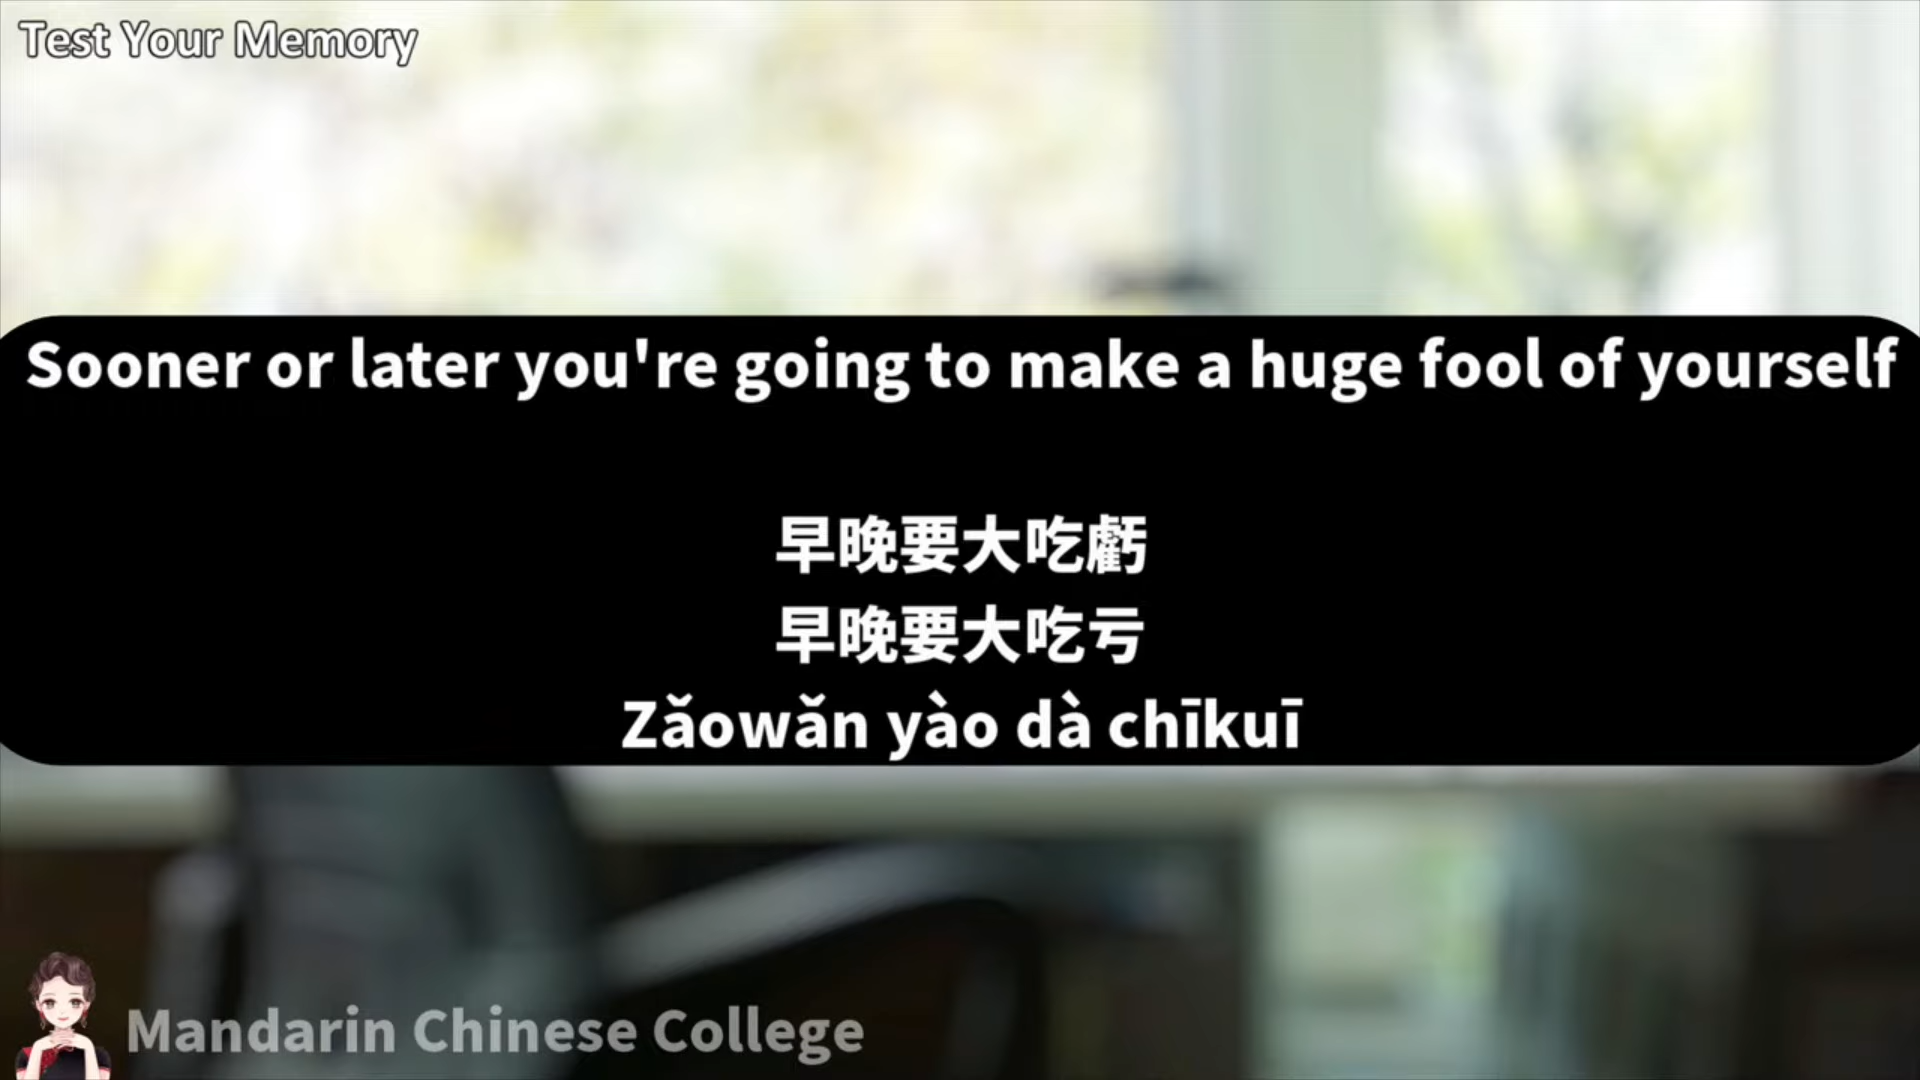 Test Your Memory
Sooner or later you're going to make a huge fool of yourself
早晚要大吃虧
早晚要大吃亏
Zǎowǎn yào dà chīkuī
Mandarin Chinese College